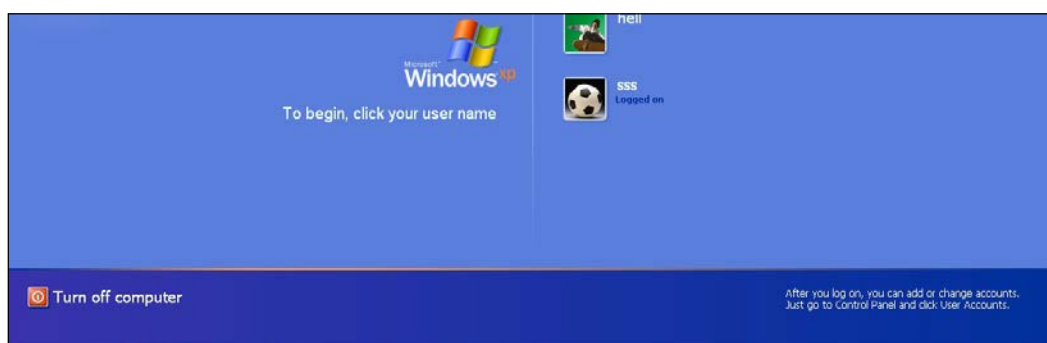 hell
Microsoft
Windows xp
sss
Logged on
To begin, click your user name
Turn off computer
After you log on, you can add or change accounts.
Just go to Control Panel and click User Accounts.